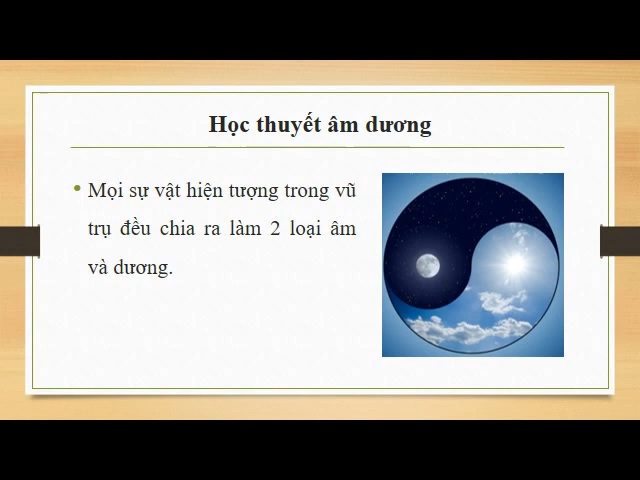 Học thuyết âm dương
• Mọi sự vật hiện tượng trong vũ
trụ đều chia ra làm 2 loại âm
và dương.